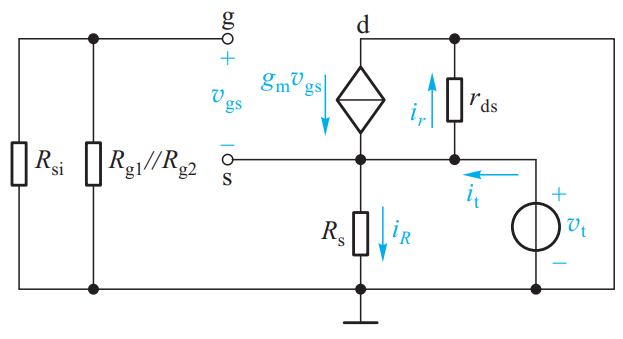 g
d
+
g_m v_gs
v_gs
i_r
r_ds
R_si
R_g1//R_g2
−
s
i_t
+
R_s
i_R
v_t
−